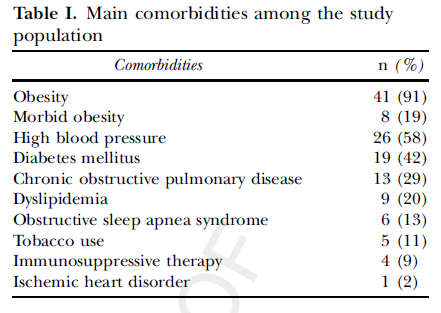 Table I. Main comorbidities among the study
population
Comorbidities n (%)
Obesity 41 (91)
Morbid obesity 8 (19)
High blood pressure 26 (58)
Diabetes mellitus 19 (42)
Chronic obstructive pulmonary disease 13 (29)
Dyslipidemia 9 (20)
Obstructive sleep apnea syndrome 6 (13)
Tobacco use 5 (11)
Immunosuppressive therapy 4 (9)
Ischemic heart disorder 1 (2)
OF